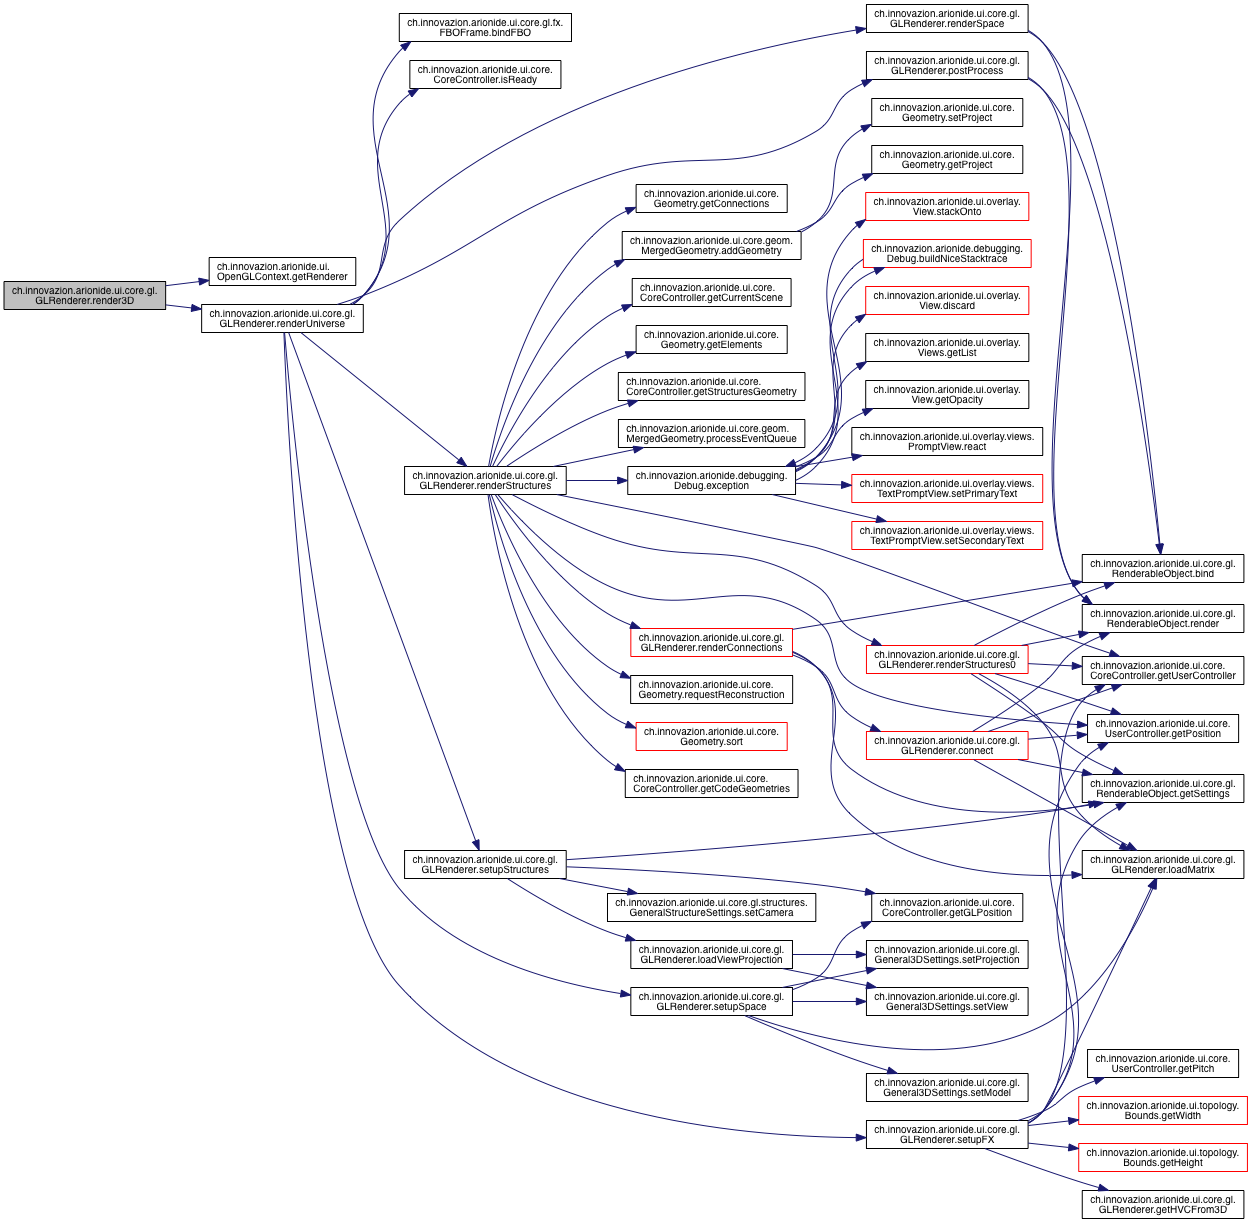 ch.innovazion.arionide.ui.core.gl.
GLRenderer.render3D
ch.innovazion.arionide.ui.
OpenGLContext.getRenderer
ch.innovazion.arionide.ui.core.gl.
GLRenderer.renderUniverse
ch.innovazion.arionide.ui.core.gl.fx.
FBOFrame.bindFBO
ch.innovazion.arionide.ui.core.
CoreController.isReady
ch.innovazion.arionide.ui.core.gl.
GLRenderer.renderStructures
ch.innovazion.arionide.ui.core.gl.
GLRenderer.setupStructures
ch.innovazion.arionide.ui.core.
Geometry.getConnections
ch.innovazion.arionide.ui.core.geom.
MergedGeometry.addGeometry
ch.innovazion.arionide.ui.core.
CoreController.getCurrentScene
ch.innovazion.arionide.ui.core.
Geometry.getElements
ch.innovazion.arionide.ui.core.
CoreController.getStructuresGeometry
ch.innovazion.arionide.ui.core.geom.
MergedGeometry.processEventQueue
ch.innovazion.arionide.debugging.
Debug.exception
ch.innovazion.arionide.ui.core.gl.
GLRenderer.renderConnections
ch.innovazion.arionide.ui.core.
Geometry.requestReconstruction
ch.innovazion.arionide.ui.core.
Geometry.sort
ch.innovazion.arionide.ui.core.
CoreController.getCodeGeometries
ch.innovazion.arionide.ui.core.gl.structures.
GeneralStructureSettings.setCamera
ch.innovazion.arionide.ui.core.gl.
GLRenderer.loadViewProjection
ch.innovazion.arionide.ui.core.gl.
GLRenderer.setupSpace
ch.innovazion.arionide.ui.core.gl.
GLRenderer.renderSpace
ch.innovazion.arionide.ui.core.gl.
GLRenderer.postProcess
ch.innovazion.arionide.ui.core.
Geometry.setProject
ch.innovazion.arionide.ui.core.
Geometry.getProject
ch.innovazion.arionide.ui.overlay.
View.stackOnto
ch.innovazion.arionide.debugging.
Debug.buildNiceStacktrace
ch.innovazion.arionide.ui.overlay.
View.discard
ch.innovazion.arionide.ui.overlay.
Views.getList
ch.innovazion.arionide.ui.overlay.
View.getOpacity
ch.innovazion.arionide.ui.overlay.views.
PromptView.react
ch.innovazion.arionide.ui.overlay.views.
TextPromptView.setPrimaryText
ch.innovazion.arionide.ui.overlay.views.
TextPromptView.setSecondaryText
ch.innovazion.arionide.ui.core.gl.
GLRenderer.renderStructures0
ch.innovazion.arionide.ui.core.gl.
GLRenderer.connect
ch.innovazion.arionide.ui.core.
CoreController.getGLPosition
ch.innovazion.arionide.ui.core.gl.
General3DSettings.setProjection
ch.innovazion.arionide.ui.core.gl.
General3DSettings.setView
ch.innovazion.arionide.ui.core.gl.
General3DSettings.setModel
ch.innovazion.arionide.ui.core.gl.
GLRenderer.setupFX
ch.innovazion.arionide.ui.core.gl.
RenderableObject.bind
ch.innovazion.arionide.ui.core.gl.
RenderableObject.render
ch.innovazion.arionide.ui.core.
CoreController.getUserController
ch.innovazion.arionide.ui.core.
UserController.getPosition
ch.innovazion.arionide.ui.core.gl.
RenderableObject.getSettings
ch.innovazion.arionide.ui.core.gl.
GLRenderer.loadMatrix
ch.innovazion.arionide.ui.core.
UserController.getPitch
ch.innovazion.arionide.ui.topology.
Bounds.getWidth
ch.innovazion.arionide.ui.topology.
Bounds.getHeight
ch.innovazion.arionide.ui.core.gl.
GLRenderer.getHVCFrom3D